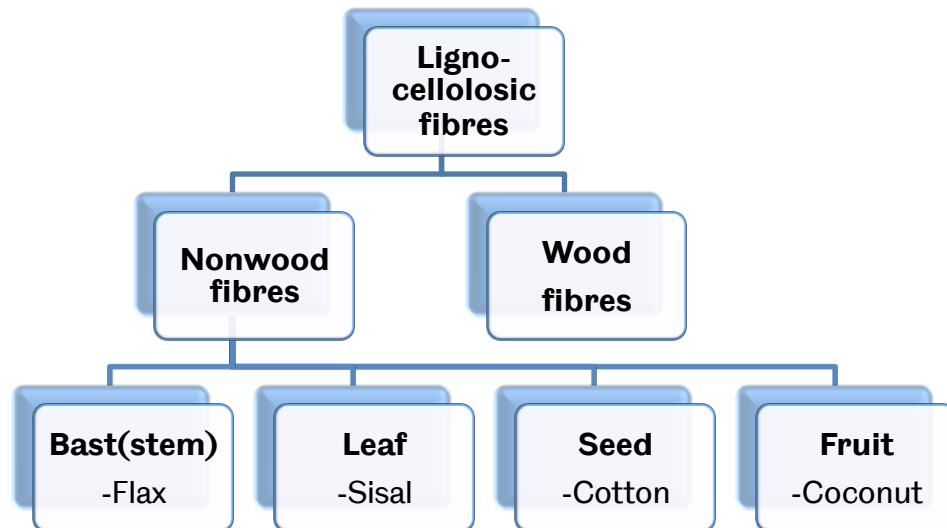 Ligno-
cellolosic
fibres
Nonwood
fibres
Wood
fibres
Bast(stem)
-Flax
Leaf
-Sisal
Seed
-Cotton
Fruit
-Coconut